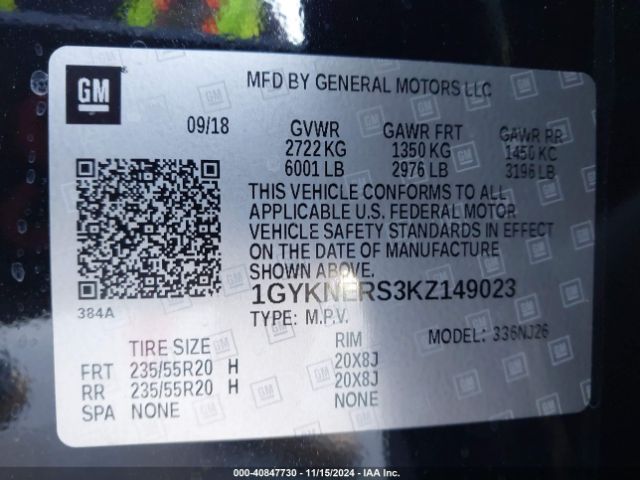 GM
MFD BY GENERAL MOTORS LLC
09/18 GVWR GAWR FRT GAWR RR
2722 KG 1350 KG 1450 KG
6001 LB 2976 LB 3196 LB
THIS VEHICLE CONFORMS TO ALL
APPLICABLE U.S. FEDERAL MOTOR
VEHICLE SAFETY STANDARDS IN EFFECT
ON THE DATE OF MANUFACTURE
SHOWN ABOVE.
384A
1GYKNERS3KZ149023
TYPE: M.P.V.
MODEL: 336NJ26
TIRE SIZE RIM
FRT 235/55R20 H 20X8J
RR 235/55R20 H 20X8J
SPA NONE NONE
000-40847730 - 11/15/2024 - IAA Inc.